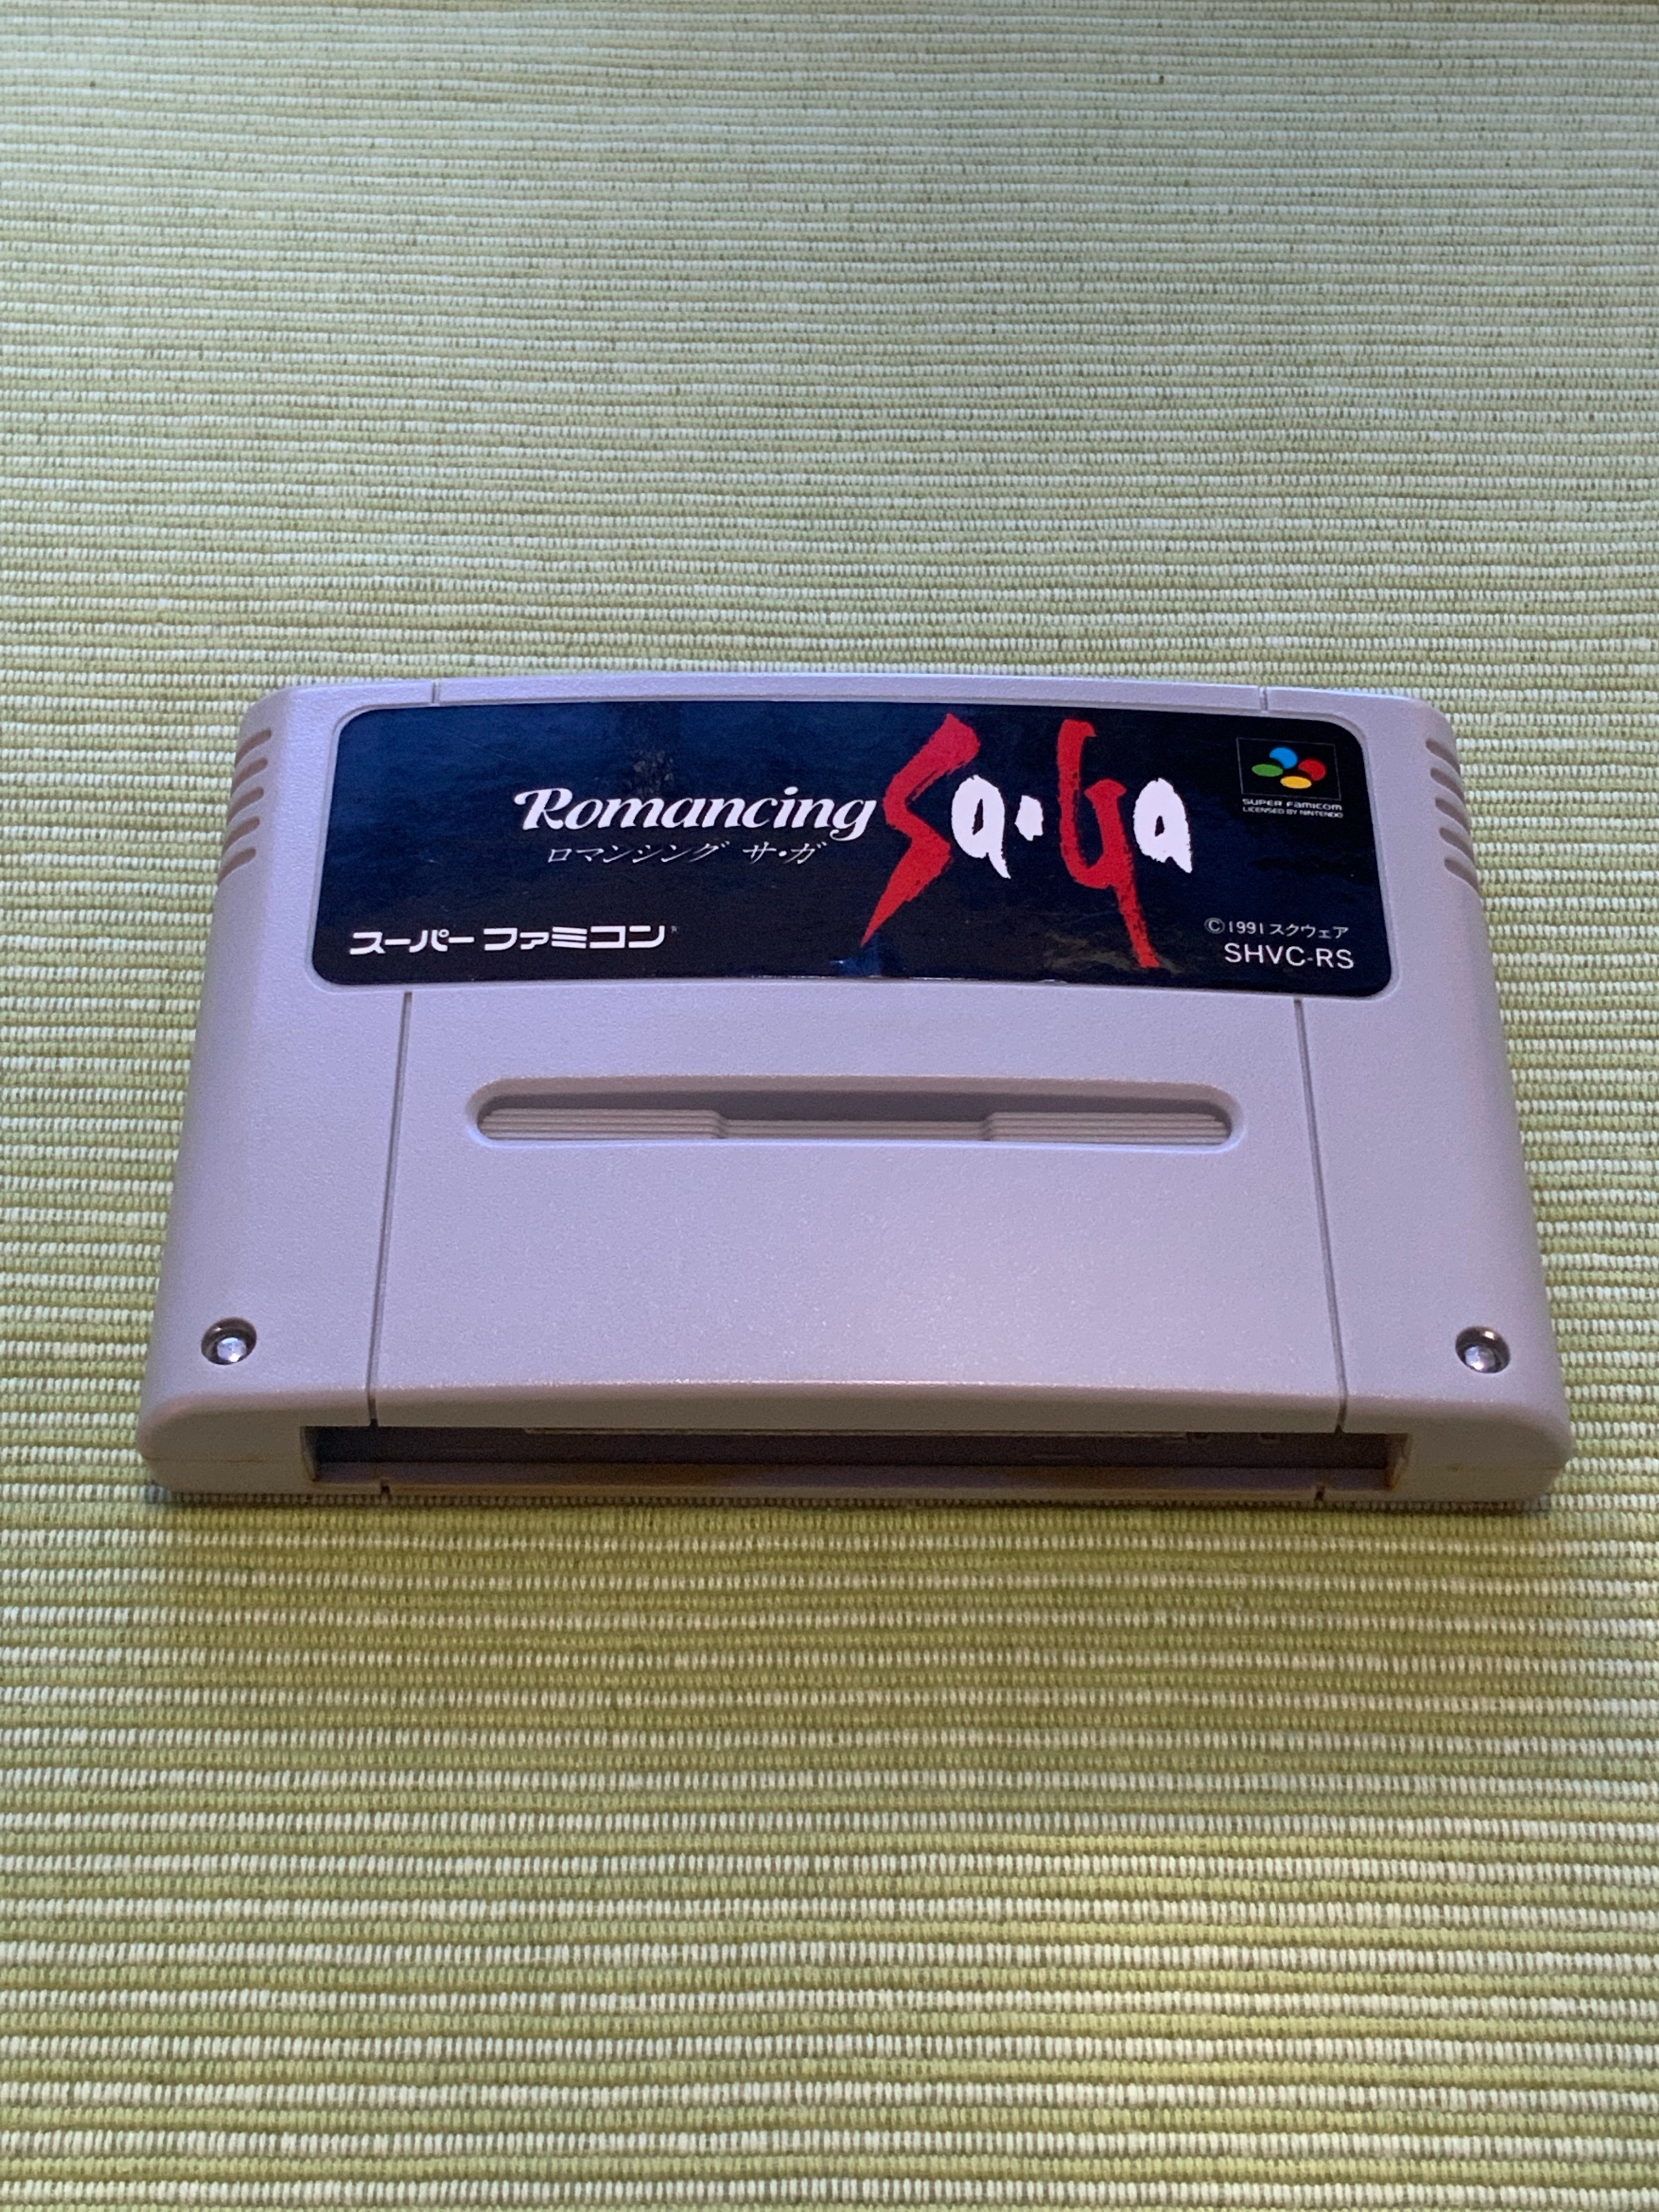 Romancing Sa・Ga
ロマンシング サ・ガ
SUPER Famicom
LICENSED BY NINTENDO
スーパーファミコン
©1991 スクウェア
SHVC-RS